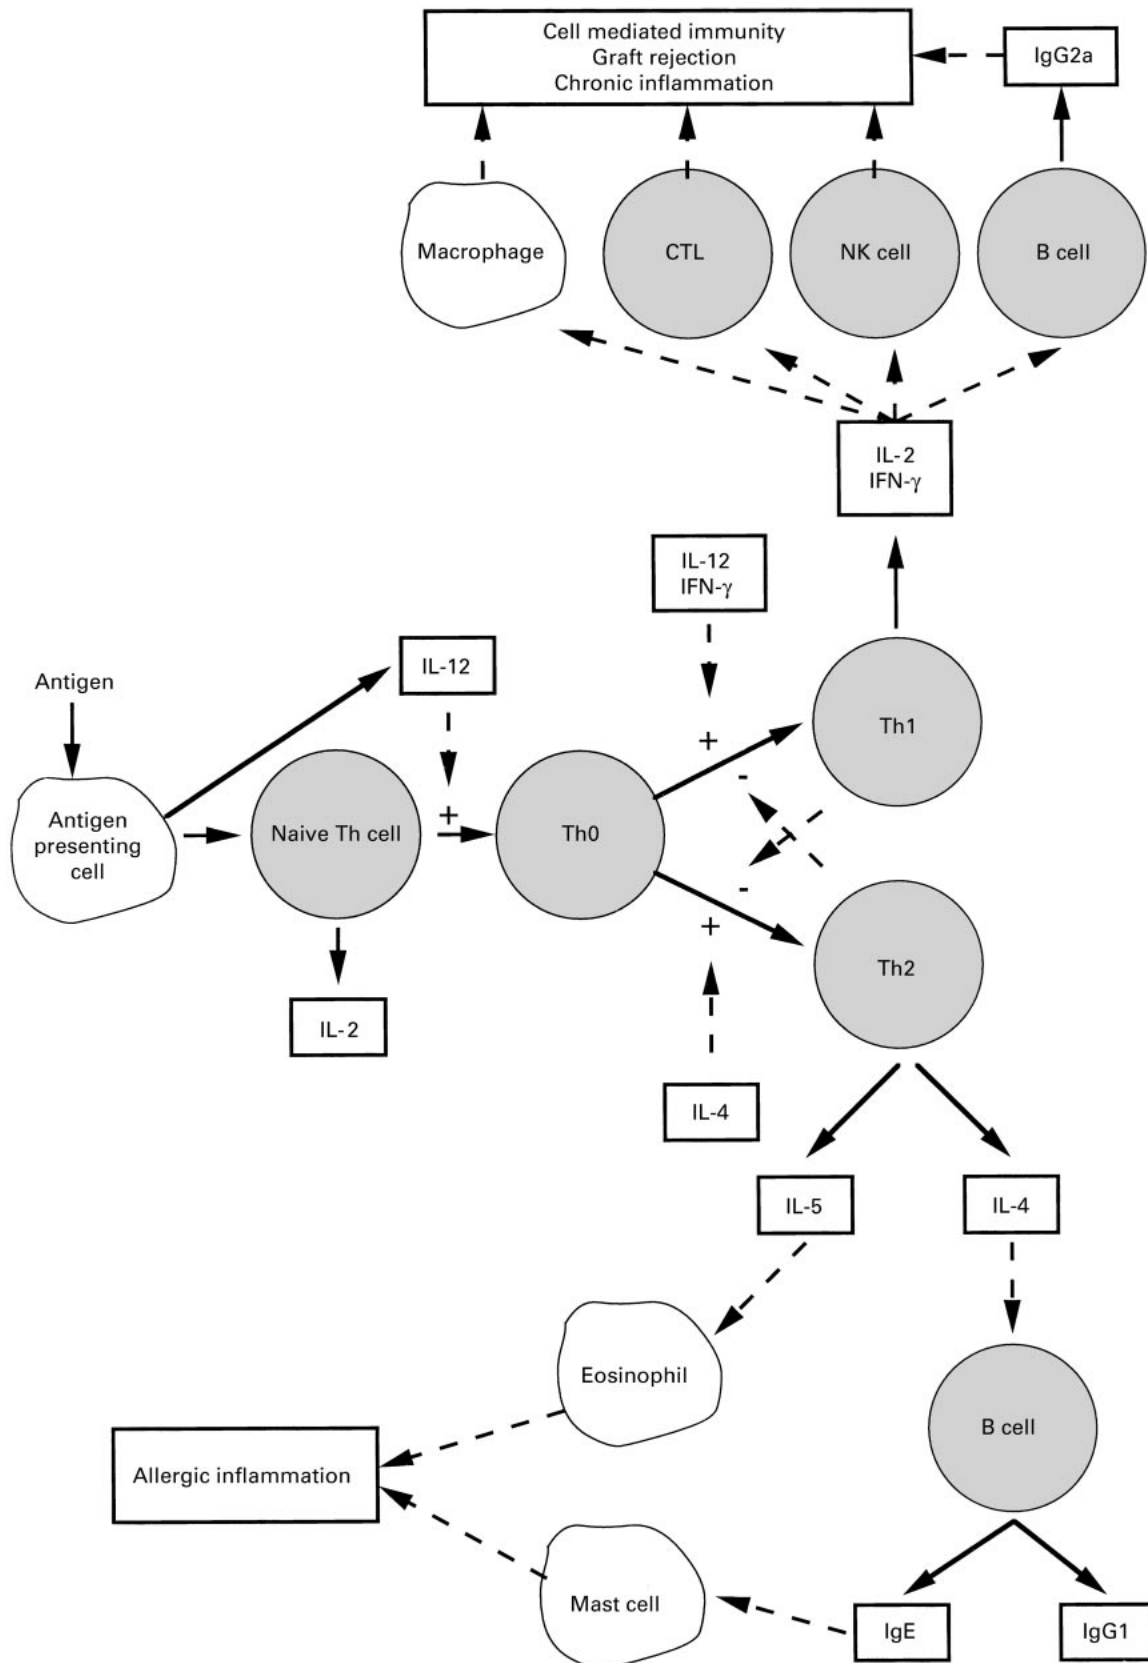 Cell mediated immunity
Graft rejection
Chronic inflammation
IgG2a
Macrophage
CTL
NK cell
B cell
IL-2
IFN-γ
IL-12
IFN-γ
IL-12
Antigen
Th1
+
-
Antigen
presenting
cell
Naive Th cell
+
Th0
-
+
Th2
IL-2
IL-4
IL-5
IL-4
Eosinophil
B cell
Allergic inflammation
Mast cell
IgE
IgG1